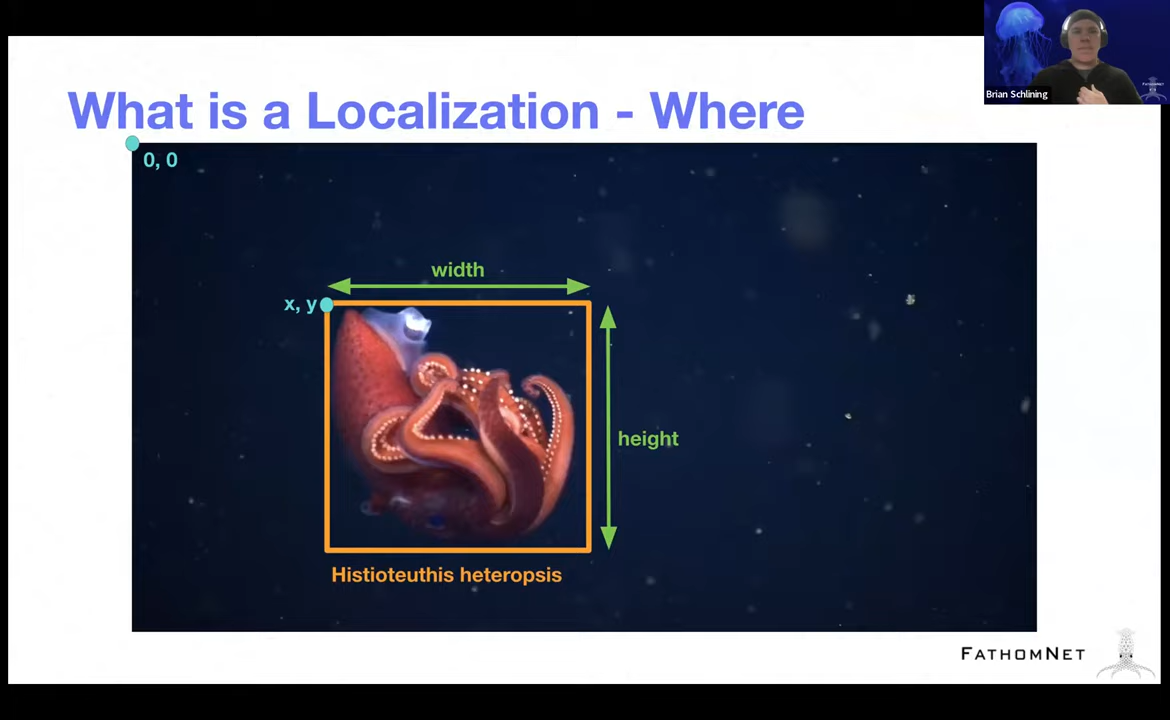 Brian Schlining
What is a Localization - Where
0, 0
width
x, y
height
Histioteuthis heteropsis
FATHOMNET